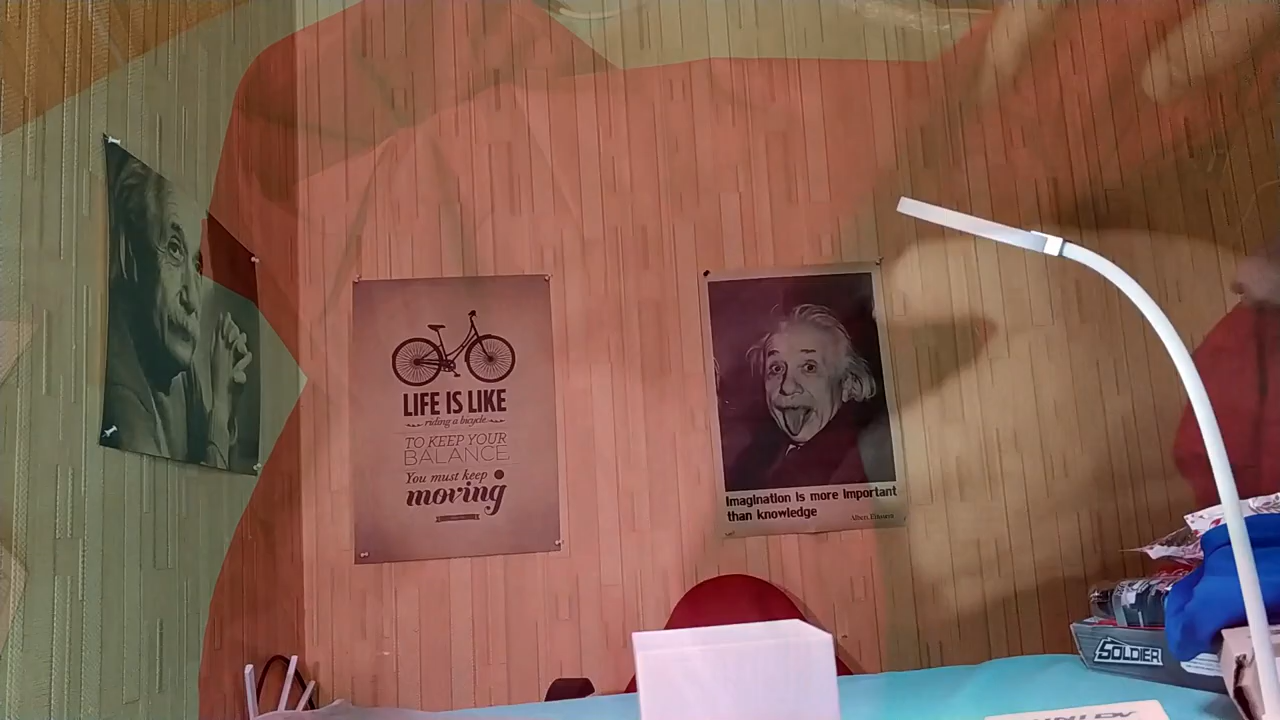 LIFE IS LIKE
riding a bicycle
TO KEEP YOUR
BALANCE
You must keep
moving
Imagination is more important
than knowledge
Albert Einstein
SOLDIER